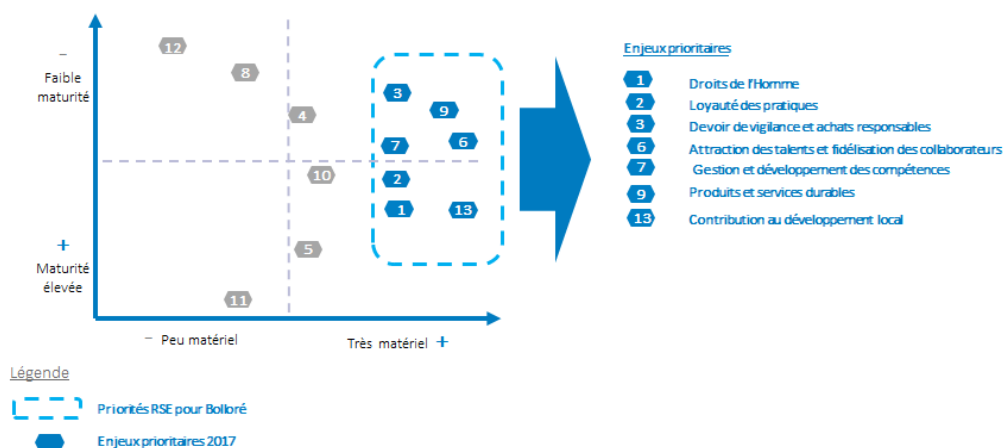 12
8
4
3
9
7
6
10
2
1
13
5
11
−
Faible
maturité
+
Maturité
élevée
− Peu matériel
Très matériel +
Enjeux prioritaires
1 Droits de l'Homme
2 Loyauté des pratiques
3 Devoir de vigilance et achats responsables
6 Attraction des talents et fidélisation des collaborateurs
7 Gestion et développement des compétences
9 Produits et services durables
13 Contribution au développement local
Légende
Priorités RSE pour Bolloré
Enjeux prioritaires 2017